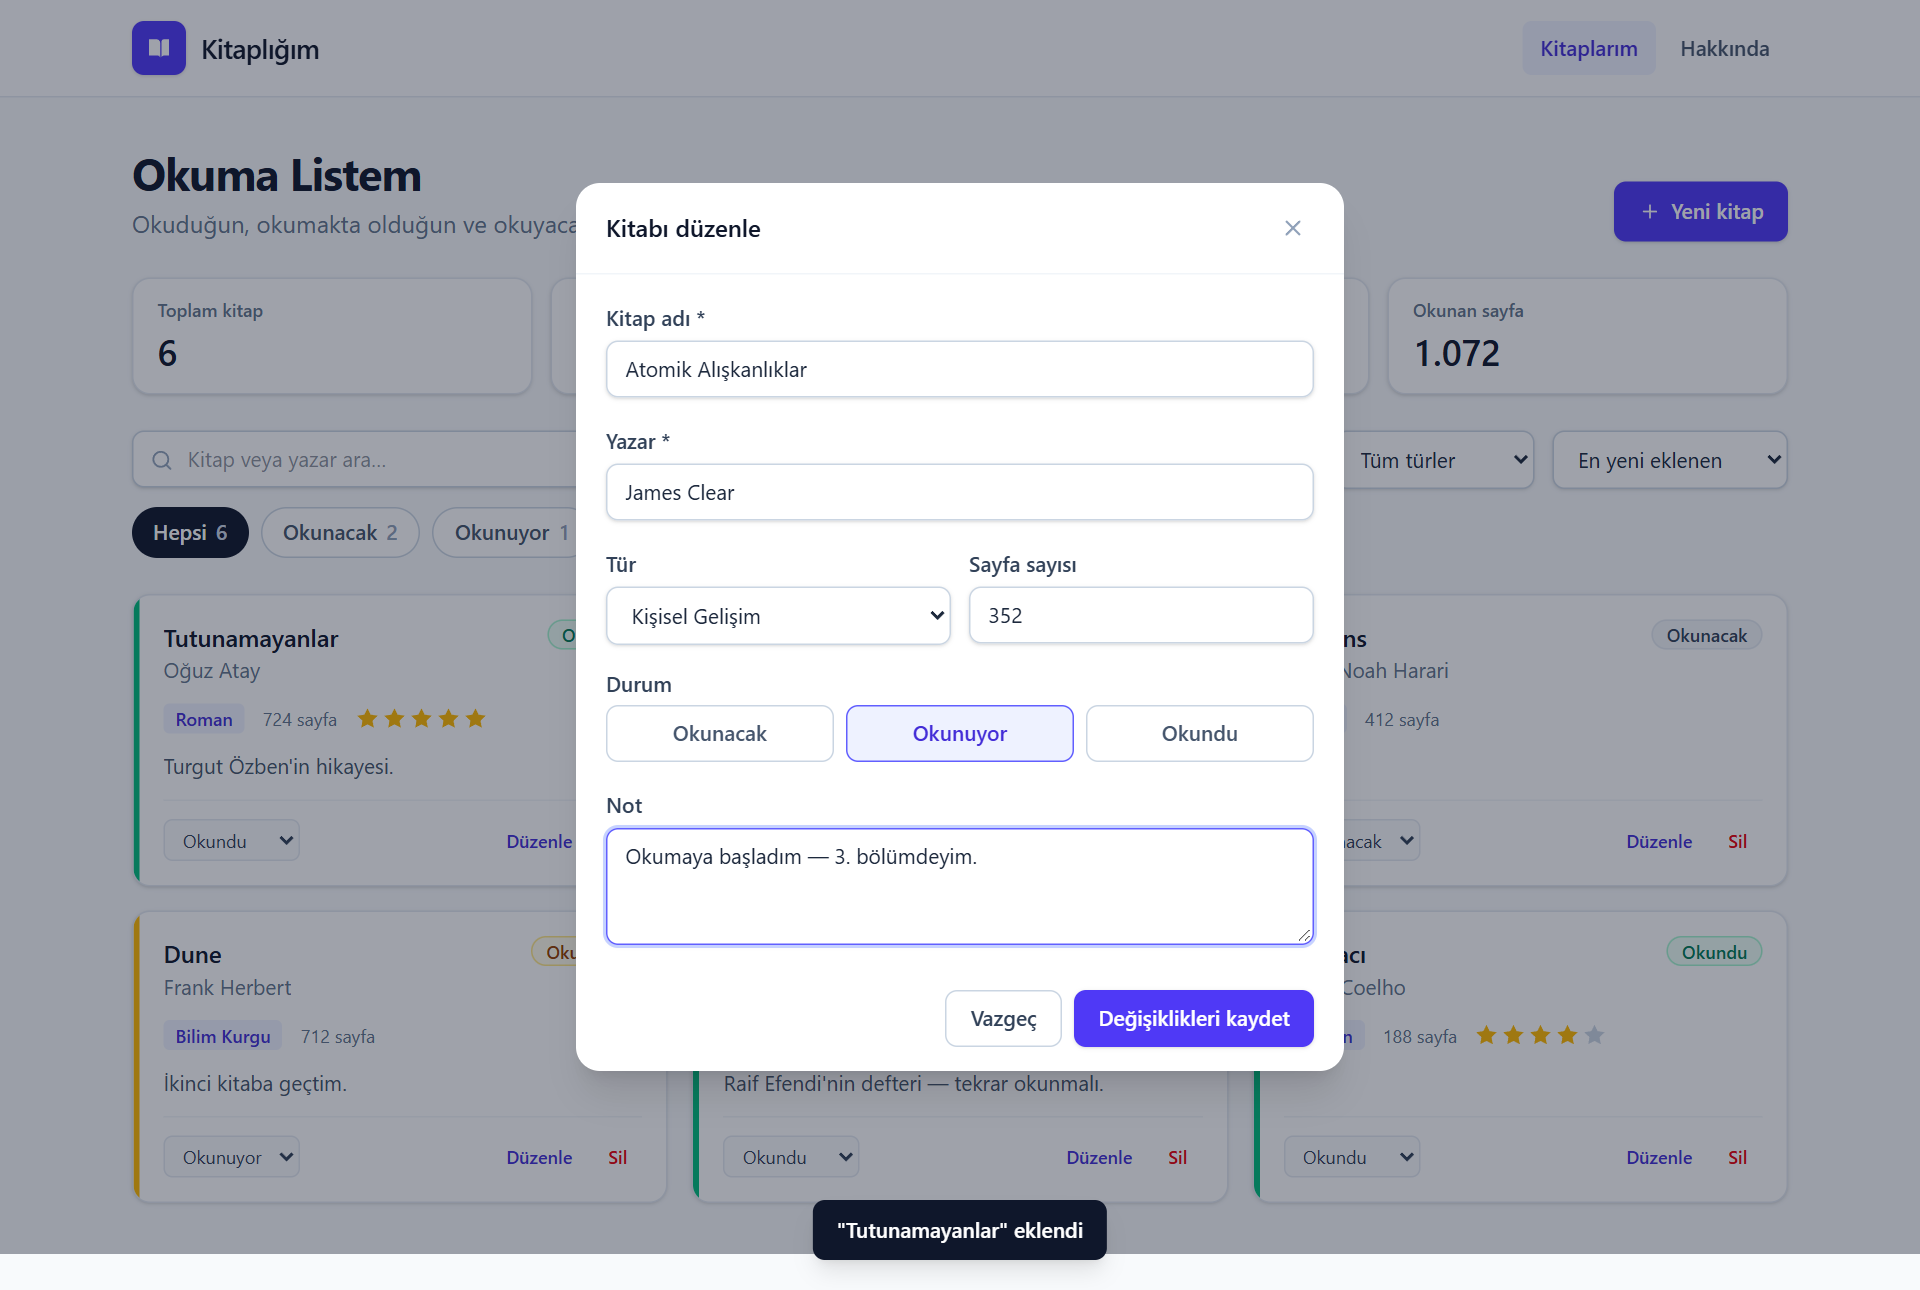 Kitaplığım
Kitaplarım
Hakkında
Okuma Listem
Okuduğun, okumakta olduğun ve
+ Yeni kitap
Toplam kitap
6
Okunan sayfa
1.072
Kitap veya yazar ara...
Tüm türler
En yeni eklenen
Hepsi 6
Okunacak 2
Okunuyor 1
Tutunamayanlar
Oğuz Atay
Roman
724 sayfa
Turgut Özben'in hikayesi.
Okundu
Düzenle
Okunacak
Noah Harari
412 sayfa
Düzenle
Sil
Dune
Frank Herbert
Bilim Kurgu
712 sayfa
İkinci kitaba geçtim.
Okunuyor
Düzenle
Sil
Raif Efendi'nin defteri — tekrar okunmalı.
Okundu
Düzenle
Sil
Okundu
Coelho
188 sayfa
Okundu
Düzenle
Sil
Kitabı düzenle
Kitap adı *
Atomik Alışkanlıklar
Yazar *
James Clear
Tür
Sayfa sayısı
Kişisel Gelişim
352
Durum
Okunacak
Okunuyor
Okundu
Not
Okumaya başladım — 3. bölümdeyim.
Vazgeç
Değişiklikleri kaydet
"Tutunamayanlar" eklendi